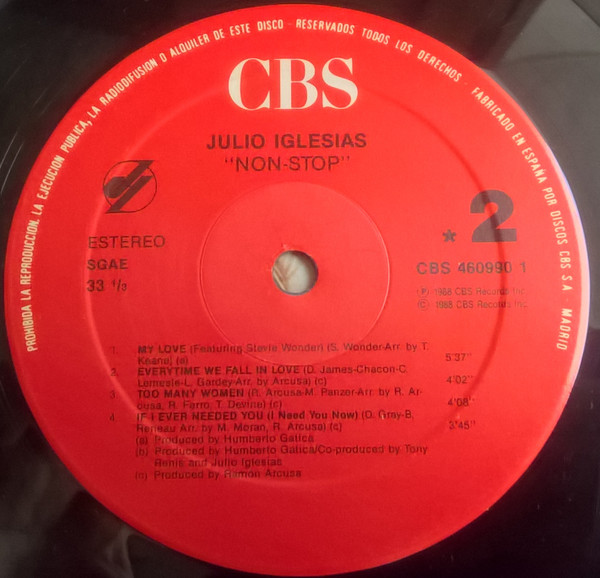 PROHIBIDA LA REPRODUCCION, LA EJECUCION PUBLICA, LA RADIODIFUSION O ALQUILER DE ESTE DISCO - RESERVADOS TODOS LOS DERECHOS - FABRICADO EN ESPAÑA POR DISCOS CBS S.A. MADRID
CBS
JULIO IGLESIAS
"NON-STOP"
ESTEREO
SGAE
33 1/3
* 2
CBS 460990 1
Ⓟ 1988 CBS Records Inc.
© 1988 CBS Records Inc.
1. MY LOVE (Featuring Stevie Wonder) (S. Wonder-Arr. by T.
Keane) (a) 5'37"
2. EVERYTIME WE FALL IN LOVE (D. James-Chacon-C.
Lemesle-L. Gardey-Arr. by Arcusa) (c) 4'02"
3. TOO MANY WOMEN (R. Arcusa-M. Panzer-Arr. by R. Ar-
cusa, R. Ferro, T. Devine) (c) 4'08"
4. IF I EVER NEEDED YOU (I Need You Now) (D. Gray-B.
Reneau Arr. by M. Moran, R. Arcusa) (c) 3'45"
(a) Produced by Humberto Gatica
(b) Produced by Humberto Gatica/Co-produced by Tony
Renis and Julio Iglesias
(c) Produced by Ramon Arcusa